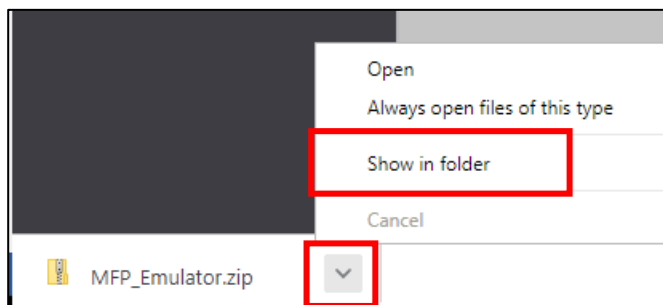 Open
Always open files of this type
Show in folder
Cancel
MFP_Emulator.zip